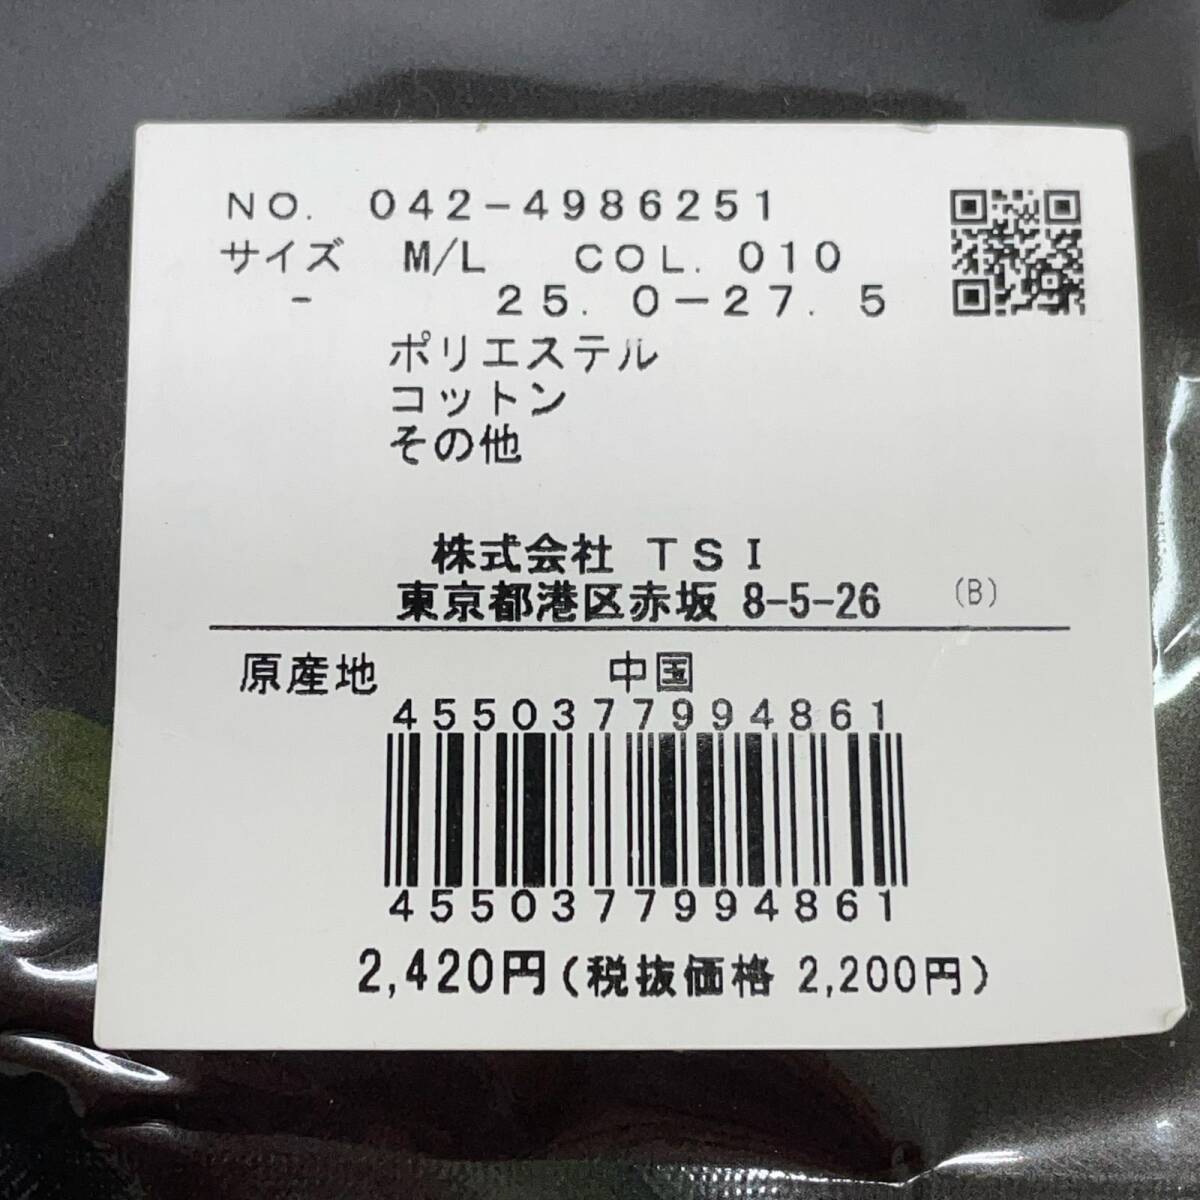 NO. 042-4986251
サイズ M/L COL. 010
- 25. 0-27. 5
ポリエステル
コットン
その他
株式会社 TSI
東京都港区赤坂 8-5-26 (B)
原産地 中国
4550377994861
4550377994861
2,420円(税抜価格 2,200円)